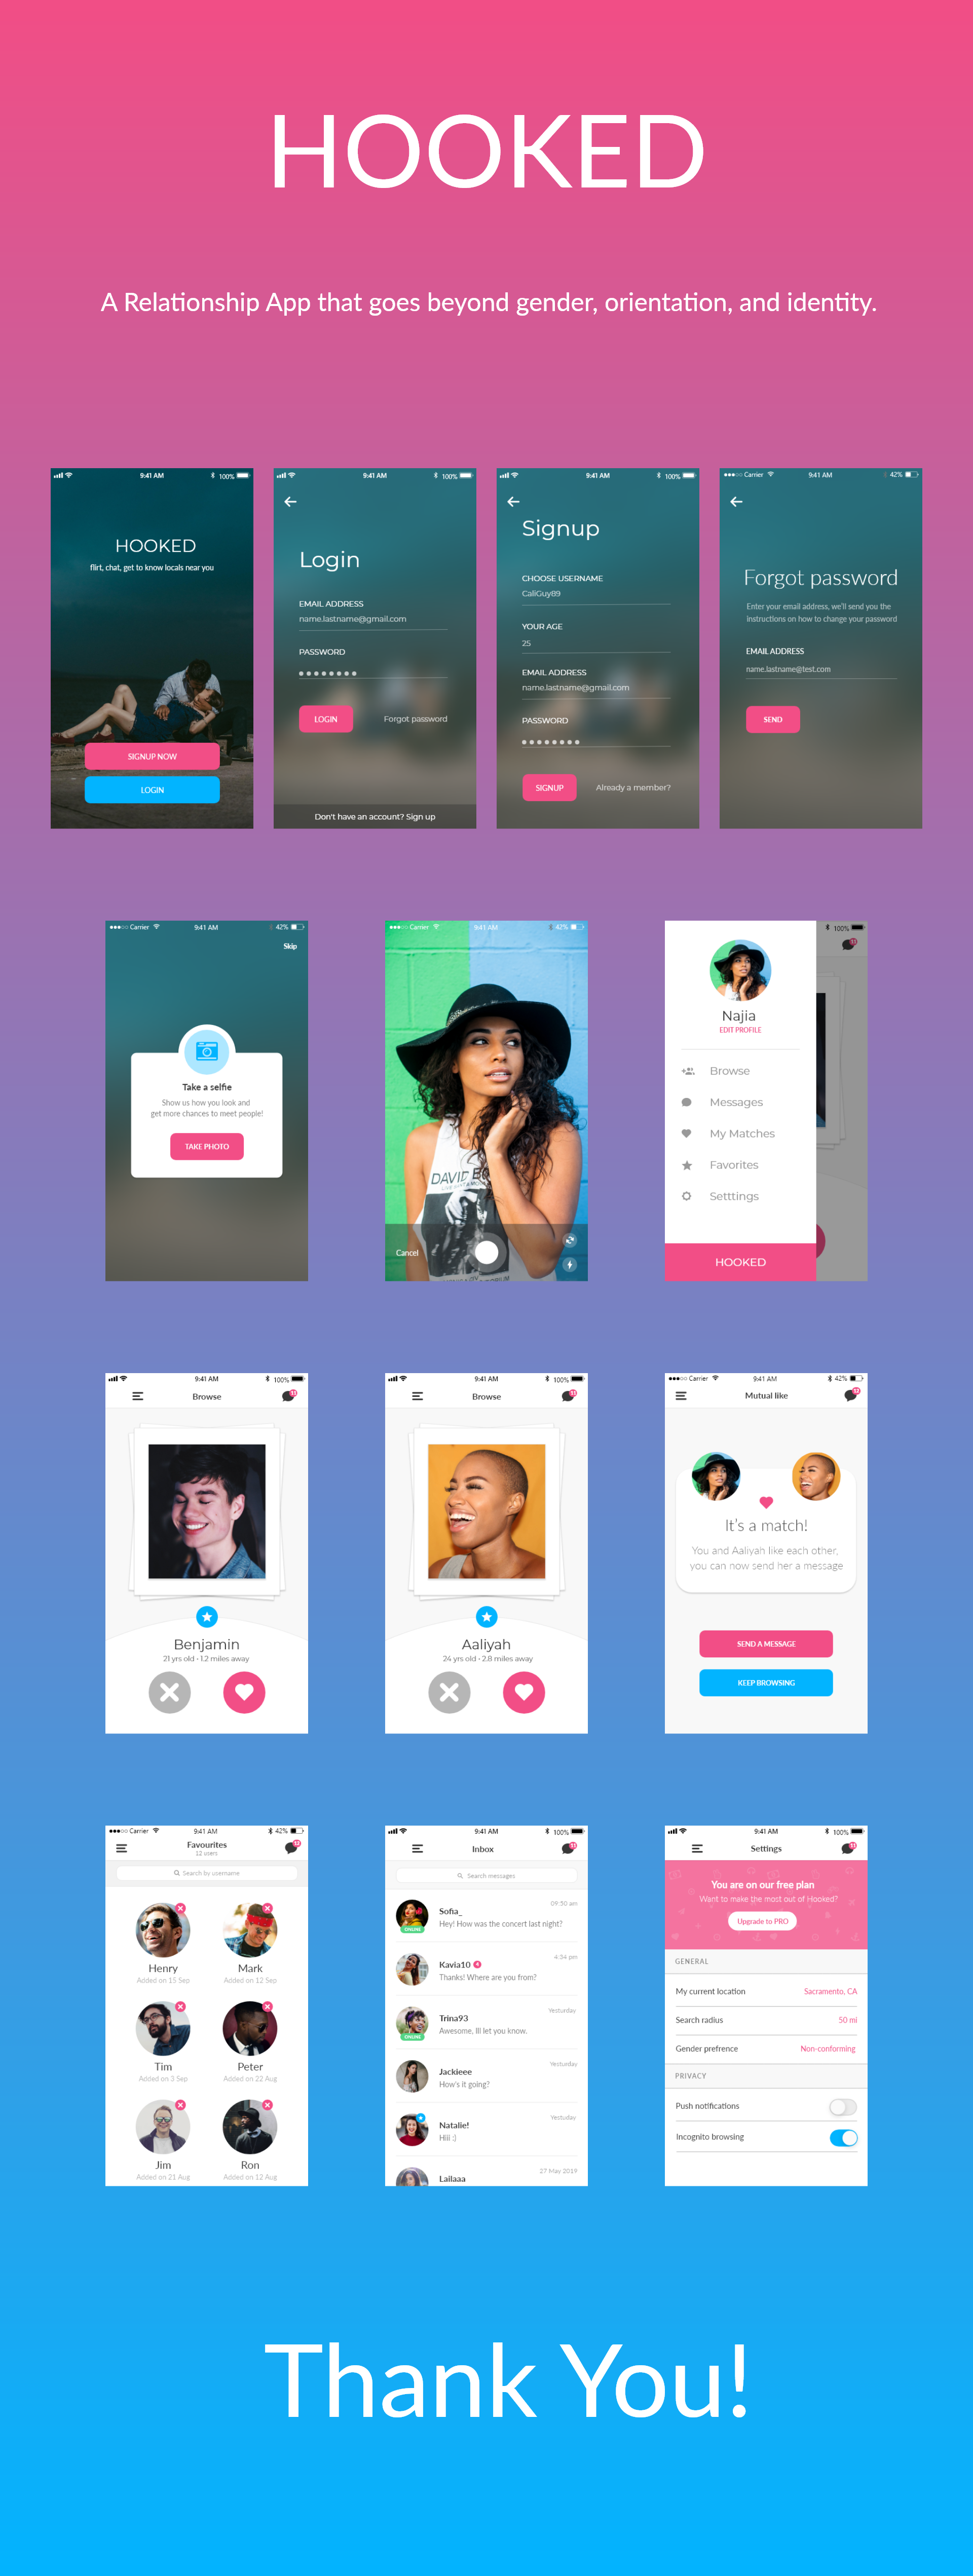 HOOKED
A Relationship App that goes beyond gender, orientation, and identity.
9:41 AM
100%
HOOKED
flirt, chat, get to know locals near you
SIGNUP NOW
LOGIN
9:41 AM
100%
Login
EMAIL ADDRESS
name.lastname@gmail.com
PASSWORD
LOGIN
Forgot password
Don't have an account? Sign up
9:41 AM
100%
Signup
CHOOSE USERNAME
CaliGuy89
YOUR AGE
25
EMAIL ADDRESS
name.lastname@gmail.com
PASSWORD
SIGNUP
Already a member?
Carrier
9:41 AM
42%
Forgot password
Enter your email address, we'll send you the
instructions on how to change your password
EMAIL ADDRESS
name.lastname@test.com
SEND
Carrier
9:41 AM
42%
Skip
Take a selfie
Show us how you look and
get more chances to meet people!
TAKE PHOTO
Carrier
9:41 AM
42%
DAVID BO
Cancel
100%
Najia
EDIT PROFILE
Browse
Messages
My Matches
Favorites
Setttings
HOOKED
9:41 AM
100%
Browse
Benjamin
21 yrs old • 1.2 miles away
9:41 AM
100%
Browse
Aaliyah
24 yrs old • 2.8 miles away
Carrier
9:41 AM
42%
Mutual like
12
It's a match!
You and Aaliyah like each other,
you can now send her a message
SEND A MESSAGE
KEEP BROWSING
Carrier
9:41 AM
42%
Favourites
12 users
12
Search by username
Henry
Added on 15 Sep
Mark
Added on 12 Sep
Tim
Added on 3 Sep
Peter
Added on 22 Aug
Jim
Added on 21 Aug
Ron
Added on 12 Aug
9:41 AM
100%
Inbox
Search messages
09:30 am
Sofia_
Hey! How was the concert last night?
ONLINE
4:34 pm
Kavia10
Thanks! Where are you from?
Yesturday
Trina93
Awesome, Ill let you know.
ONLINE
Yesturday
Jackieee
How's it going?
Yestuday
Natalie!
Hiii :)
27 May 2019
Lailaaa
9:41 AM
100%
Settings
You are on our free plan
Want to make the most out of Hooked?
Upgrade to PRO
GENERAL
My current location
Sacramento, CA
Search radius
50 mi
Gender prefrence
Non-conforming
PRIVACY
Push notifications
Incognito browsing
Thank You!